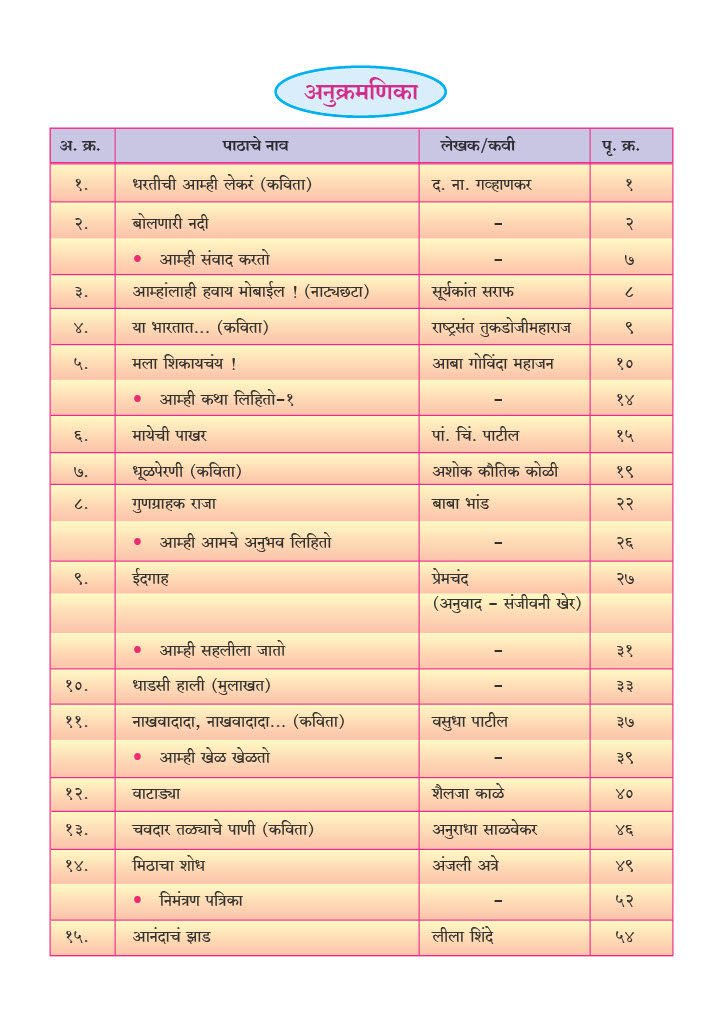 अनुक्रमणिका
अ. क्र. पाठाचे नाव लेखक/कवी पृ. क्र.
१. धरतीची आम्ही लेकरं (कविता) द. ना. गव्हाणकर १
२. बोलणारी नदी – २
• आम्ही संवाद करतो – ७
३. आम्हांलाही हवाय मोबाईल ! (नाट्यछटा) सूर्यकांत सराफ ८
४. या भारतात... (कविता) राष्ट्रसंत तुकडोजीमहाराज ९
५. मला शिकायचंय ! आबा गोविंदा महाजन १०
• आम्ही कथा लिहितो–१ – १४
६. मायेची पाखर पां. चिं. पाटील १५
७. धूळपेरणी (कविता) अशोक कौतिक कोळी १९
८. गुणग्राहक राजा बाबा भांड २२
• आम्ही आमचे अनुभव लिहितो – २६
९. ईदगाह प्रेमचंद २७
(अनुवाद – संजीवनी खेर)
• आम्ही सहलीला जातो – ३१
१०. धाडसी हाली (मुलाखत) – ३३
११. नाखवादादा, नाखवादादा... (कविता) वसुधा पाटील ३७
• आम्ही खेळ खेळतो – ३९
१२. वाटाड्या शैलजा काळे ४०
१३. चवदार तळ्याचे पाणी (कविता) अनुराधा साळवेकर ४६
१४. मिठाचा शोध अंजली अत्रे ४९
• निमंत्रण पत्रिका – ५२
१५. आनंदाचं झाड लीला शिंदे ५४